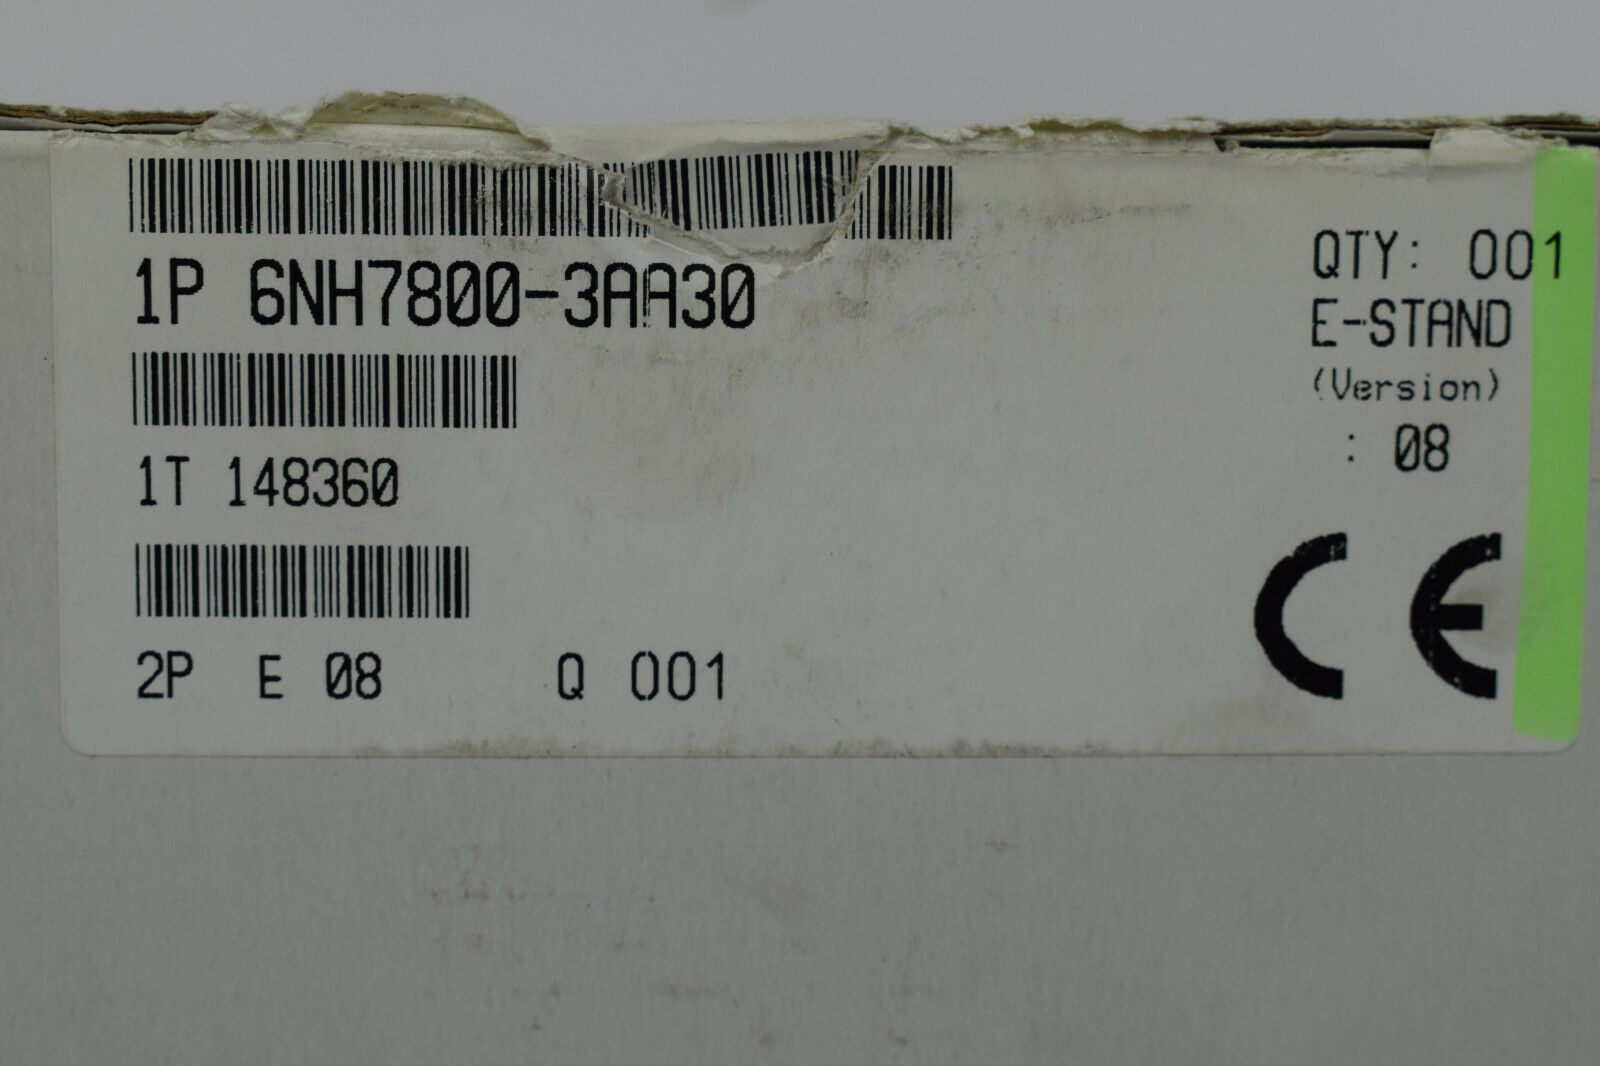 1P 6NH7800-3AA30
1T 148360
2P E 08 Q 001
QTY: 001
E-STAND
(Version)
: 08
CE